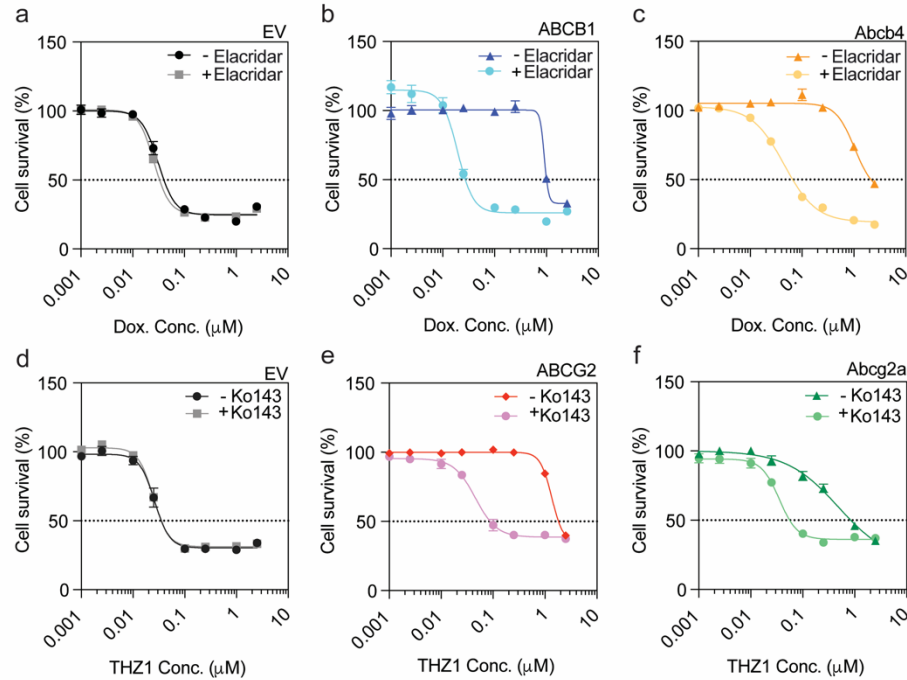 a
EV
- Elacridar
+ Elacridar
Cell survival (%)
150
100
50
0
0.001
0.01
0.1
1
10
Dox. Conc. (μM)
b
ABCB1
- Elacridar
+ Elacridar
Cell survival (%)
150
100
50
0
0.001
0.01
0.1
1
10
Dox. Conc. (μM)
c
Abcb4
- Elacridar
+ Elacridar
Cell survival (%)
150
100
50
0
0.001
0.01
0.1
1
10
Dox. Conc. (μM)
d
EV
- Ko143
+ Ko143
Cell survival (%)
150
100
50
0
0.001
0.01
0.1
1
10
THZ1 Conc. (μM)
e
ABCG2
- Ko143
+ Ko143
Cell survival (%)
150
100
50
0
0.001
0.01
0.1
1
10
THZ1 Conc. (μM)
f
Abcg2a
- Ko143
+ Ko143
Cell survival (%)
150
100
50
0
0.001
0.01
0.1
1
10
THZ1 Conc. (μM)